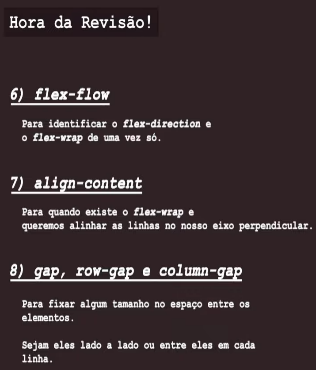 Hora da Revisão!
6) flex-flow
Para identificar o flex-direction e
o flex-wrap de uma vez só.
7) align-content
Para quando existe o flex-wrap e
queremos alinhar as linhas no nosso eixo perpendicular.
8) gap, row-gap e column-gap
Para fixar algum tamanho no espaço entre os
elementos.
Sejam eles lado a lado ou entre eles em cada
linha.